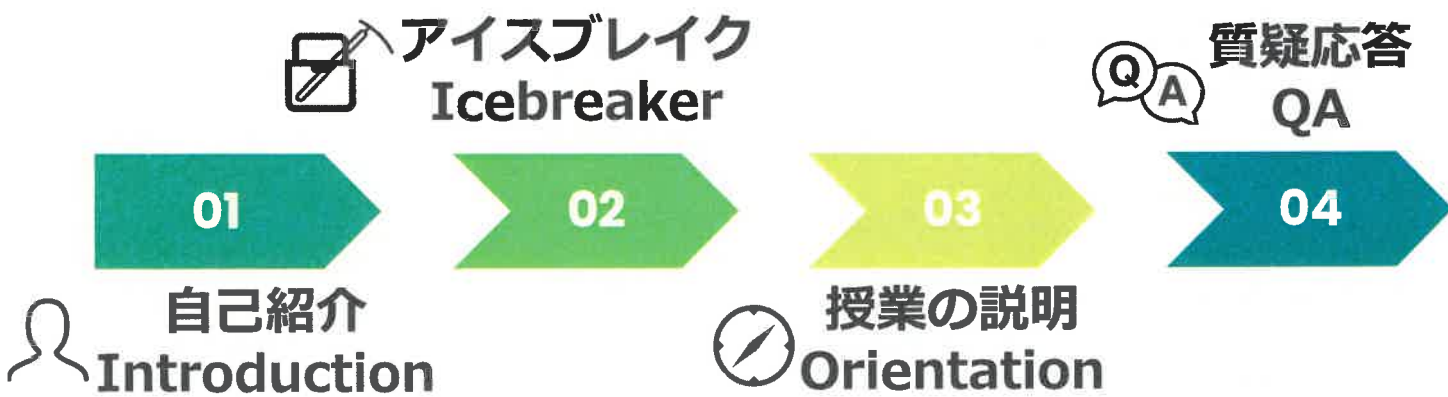 01
自己紹介
Introduction
アイスブレイク
Icebreaker
02
03
授業の説明
Orientation
Q A
質疑応答
QA
04